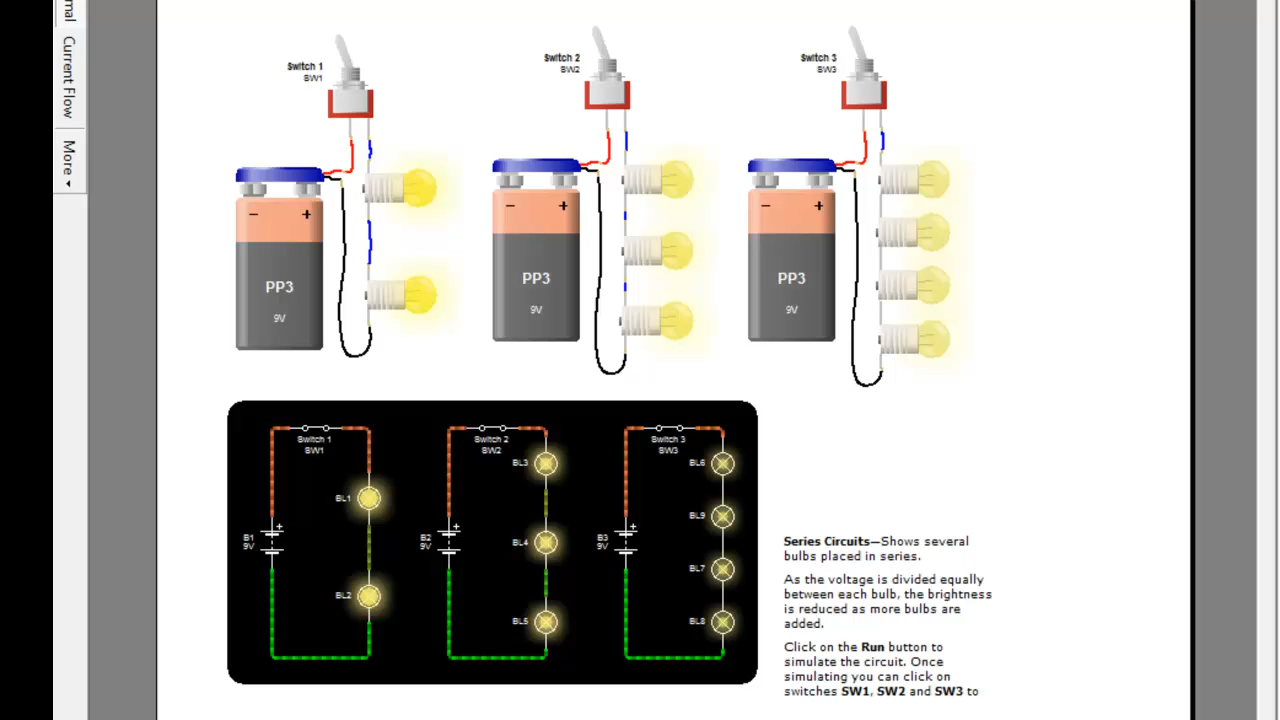 mal
Current Flow
More
Switch 1
SW1
Switch 2
SW2
Switch 3
SW3
− +
PP3
9V
− +
PP3
9V
− +
PP3
9V
Switch 1
SW1
BL1
B1
9V
+
BL2
Switch 2
SW2
BL3
B2
9V
+
BL4
BL5
Switch 3
SW3
BL6
BL9
B3
9V
+
BL7
BL8
Series Circuits—Shows several
bulbs placed in series.
As the voltage is divided equally
between each bulb, the brightness
is reduced as more bulbs are
added.
Click on the Run button to
simulate the circuit. Once
simulating you can click on
switches SW1, SW2 and SW3 to